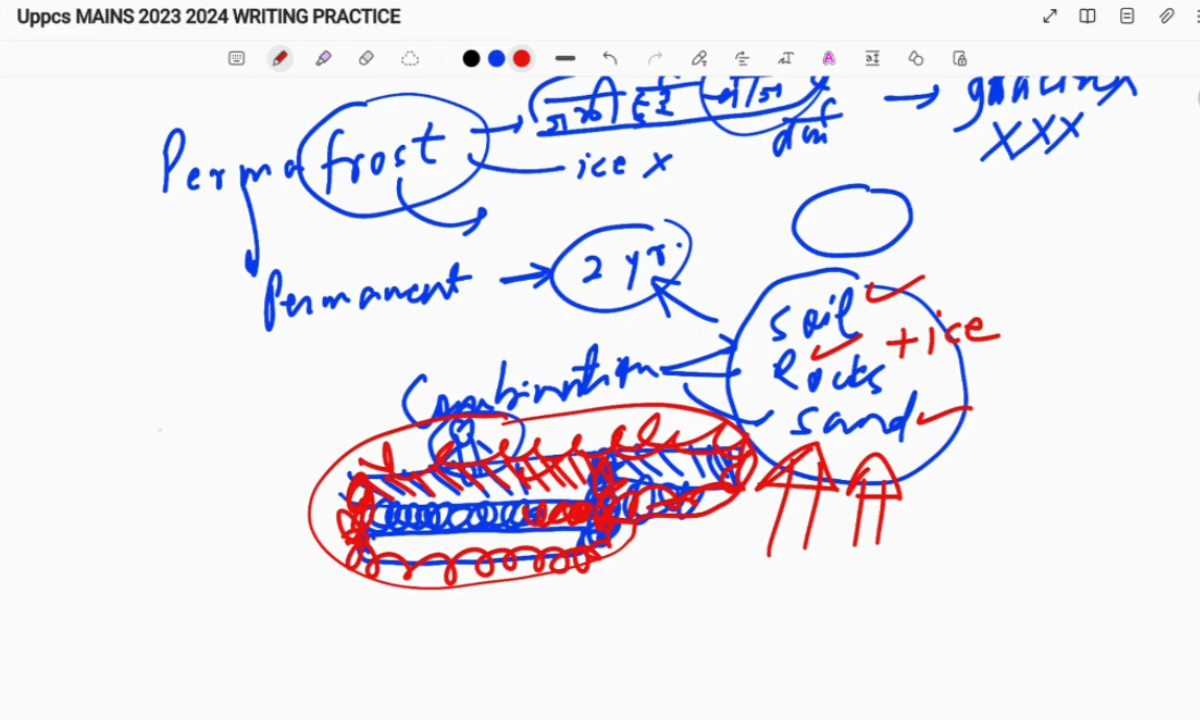 Uppcs MAINS 2023 2024 WRITING PRACTICE
Permafrost
ice X
XXX
Permanent → 2 yr.
Combination
Soil ✓
Rocks ✓ + ice
Sand ✓